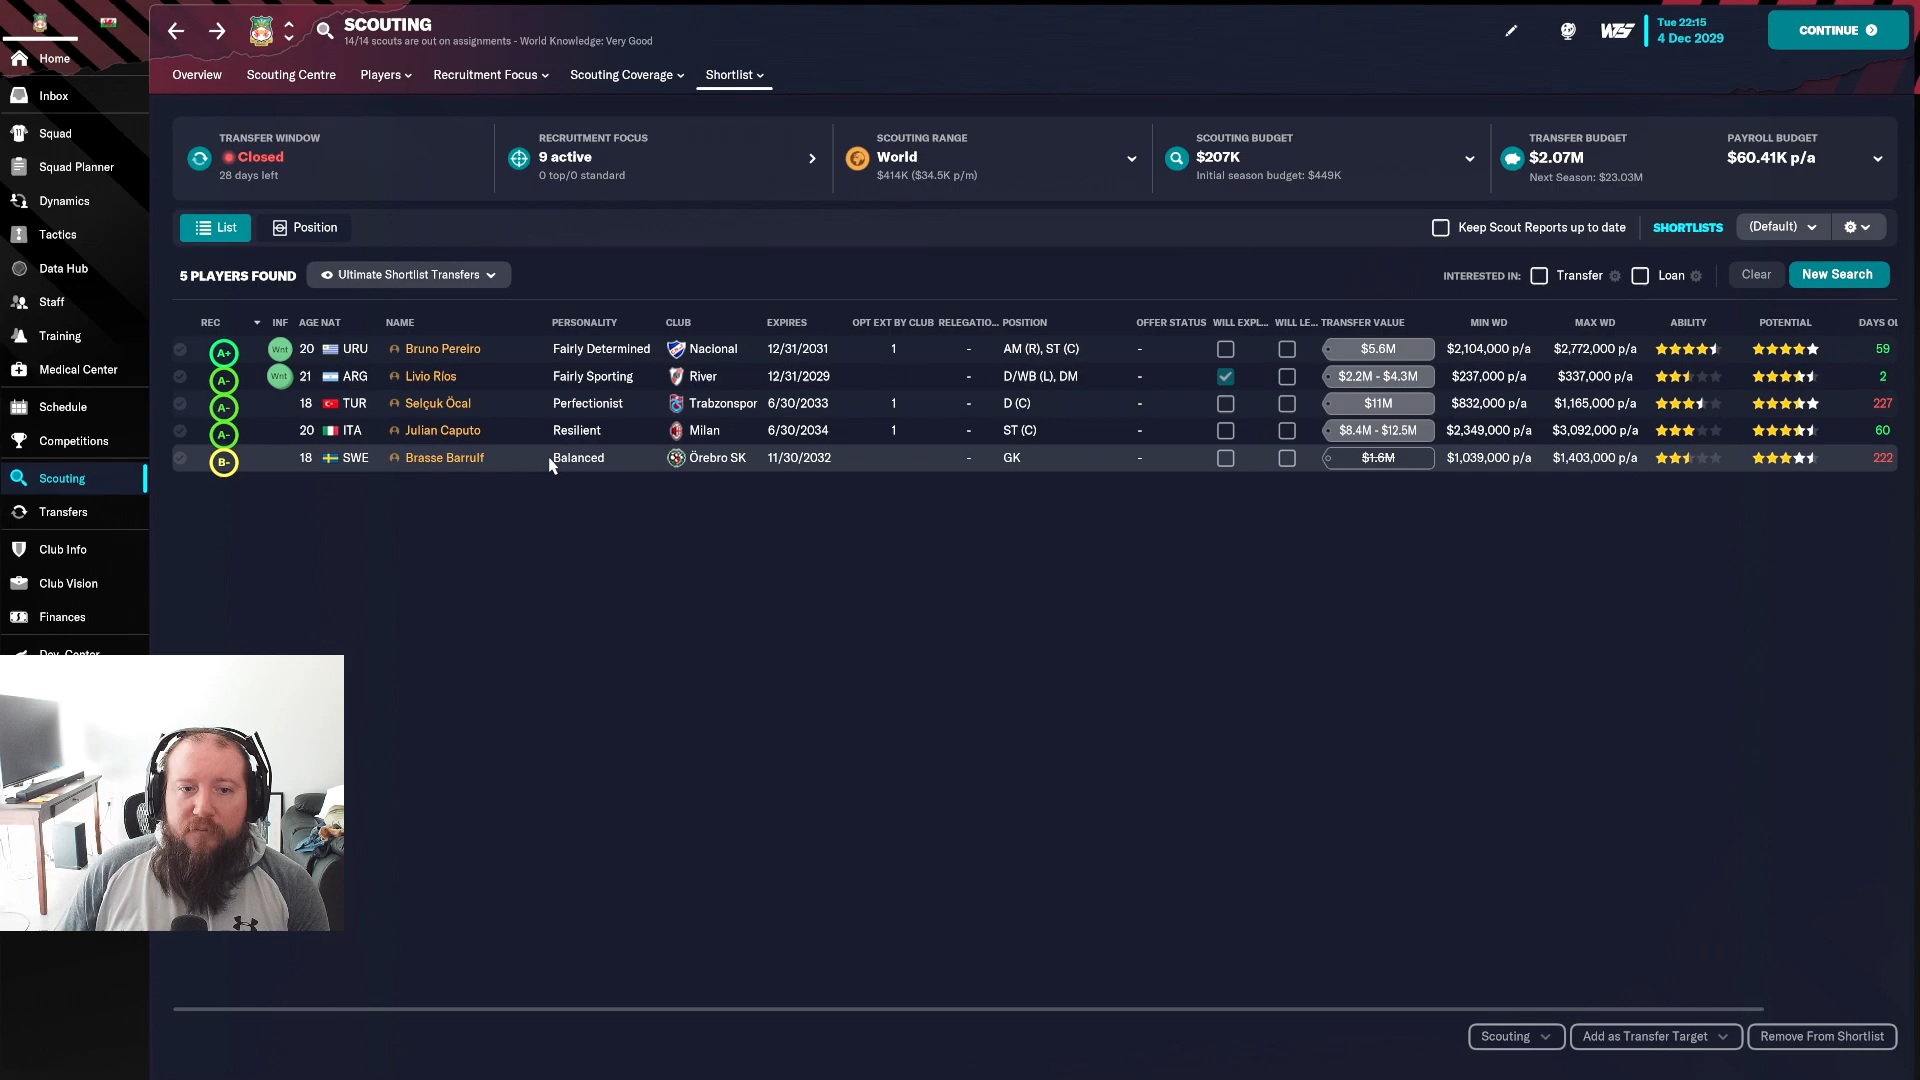 SCOUTING
14/14 scouts are out on assignments - World Knowledge: Very Good
Tue 22:15
4 Dec 2029
CONTINUE
Home
Inbox
Squad
Squad Planner
Dynamics
Tactics
Data Hub
Staff
Training
Medical Center
Schedule
Competitions
Scouting
Transfers
Club Info
Club Vision
Finances
Dev. Center
Overview Scouting Centre Players Recruitment Focus Scouting Coverage Shortlist
TRANSFER WINDOW
Closed
28 days left
RECRUITMENT FOCUS
9 active
0 top/0 standard
SCOUTING RANGE
World
$414K ($34.5K p/m)
SCOUTING BUDGET
$207K
Initial season budget: $449K
TRANSFER BUDGET
$2.07M
Next Season: $23.03M
PAYROLL BUDGET
$60.41K p/a
List Position
Keep Scout Reports up to date SHORTLISTS (Default)
5 PLAYERS FOUND Ultimate Shortlist Transfers
INTERESTED IN: Transfer Loan Clear New Search
REC INF AGE NAT NAME PERSONALITY CLUB EXPIRES OPT EXT BY CLUB RELEGATIO... POSITION OFFER STATUS WILL EXPL... WILL LE... TRANSFER VALUE MIN WD MAX WD ABILITY POTENTIAL DAYS OL
A+ Wnt 20 URU Bruno Pereiro Fairly Determined Nacional 12/31/2031 1 - AM (R), ST (C) - $5.6M $2,104,000 p/a $2,772,000 p/a 59
A- Wnt 21 ARG Livio Ríos Fairly Sporting River 12/31/2029 - D/WB (L), DM - $2.2M - $4.3M $237,000 p/a $337,000 p/a 2
A- 18 TUR Selçuk Öcal Perfectionist Trabzonspor 6/30/2033 1 - D (C) - $11M $832,000 p/a $1,165,000 p/a 227
A- 20 ITA Julian Caputo Resilient Milan 6/30/2034 1 - ST (C) - $8.4M - $12.5M $2,349,000 p/a $3,092,000 p/a 60
B- 18 SWE Brasse Barrulf Balanced Örebro SK 11/30/2032 - GK - $1.6M $1,039,000 p/a $1,403,000 p/a 222
Scouting Add as Transfer Target Remove From Shortlist